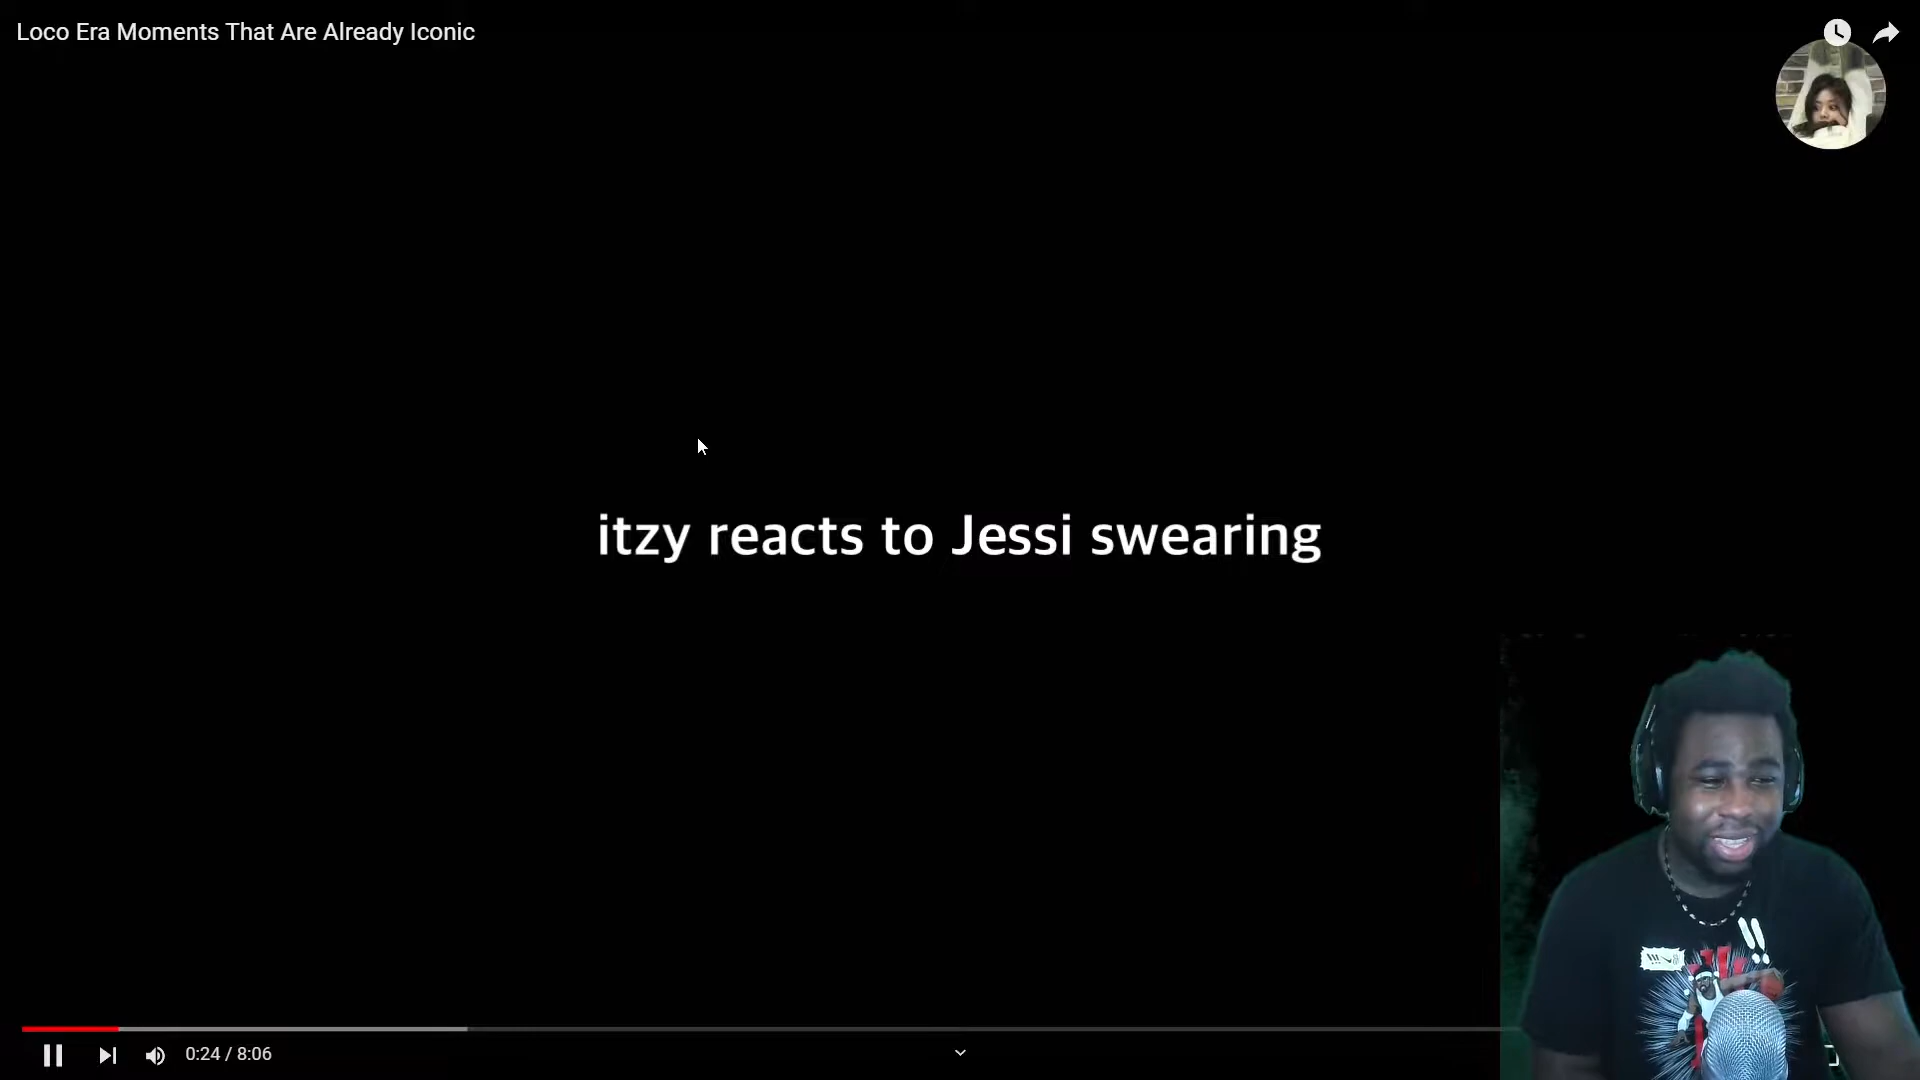 Loco Era Moments That Are Already Iconic
itzy reacts to Jessi swearing
0:24 / 8:06